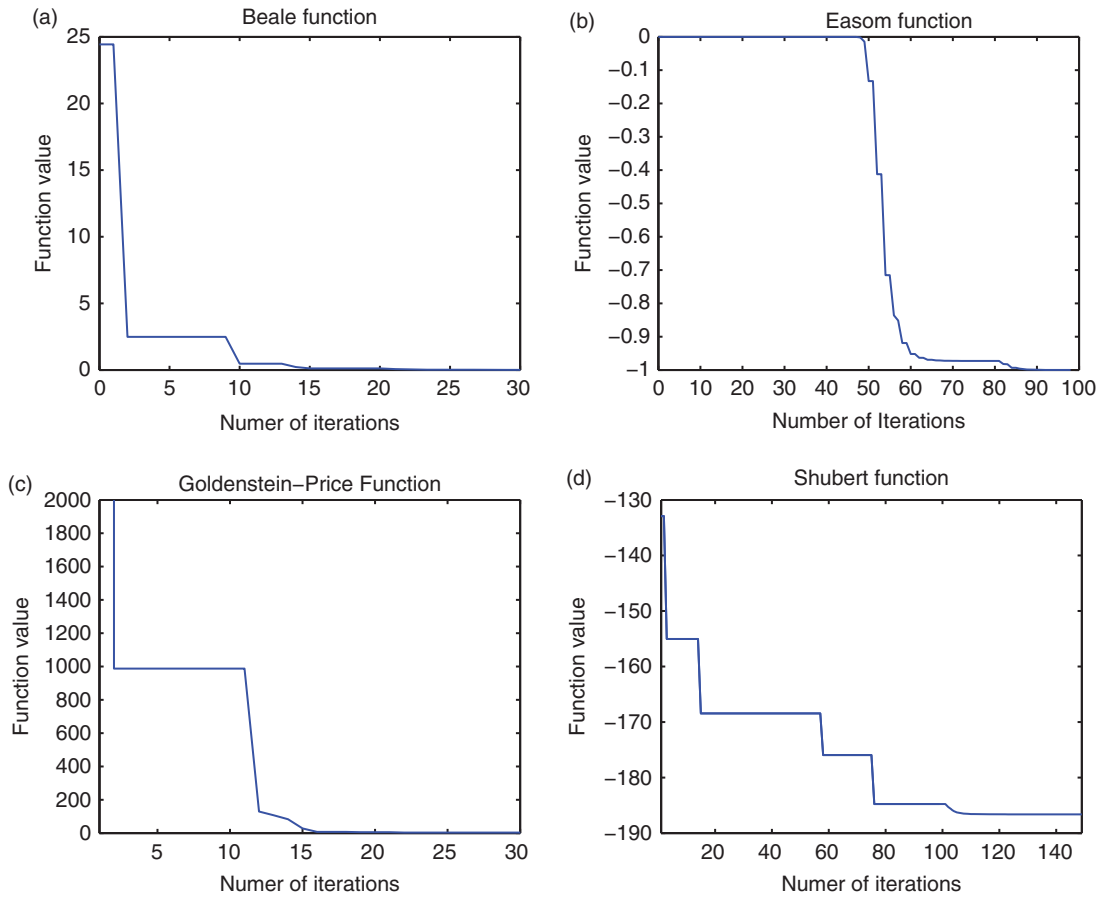 (a)
Beale function
25
20
15
10
5
0
Function value
0 5 10 15 20 25 30
Numer of iterations
(b)
Easom function
0
−0.1
−0.2
−0.3
−0.4
−0.5
−0.6
−0.7
−0.8
−0.9
−1
Function value
0 10 20 30 40 50 60 70 80 90 100
Number of Iterations
(c)
Goldenstein−Price Function
2000
1800
1600
1400
1200
1000
800
600
400
200
0
Function value
5 10 15 20 25 30
Numer of iterations
(d)
Shubert function
−130
−140
−150
−160
−170
−180
−190
Function value
20 40 60 80 100 120 140
Numer of iterations